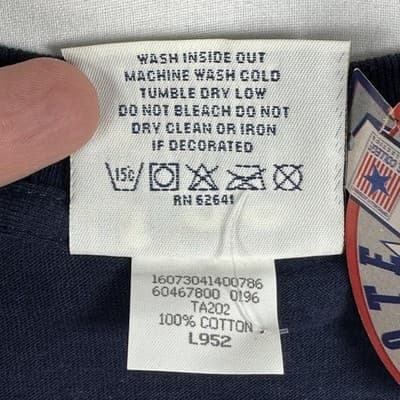 WASH INSIDE OUT
MACHINE WASH COLD
TUMBLE DRY LOW
DO NOT BLEACH DO NOT
DRY CLEAN OR IRON
IF DECORATED
15c
RN 62641
16073041400786
60467800 0196
TA202
100% COTTON
L952